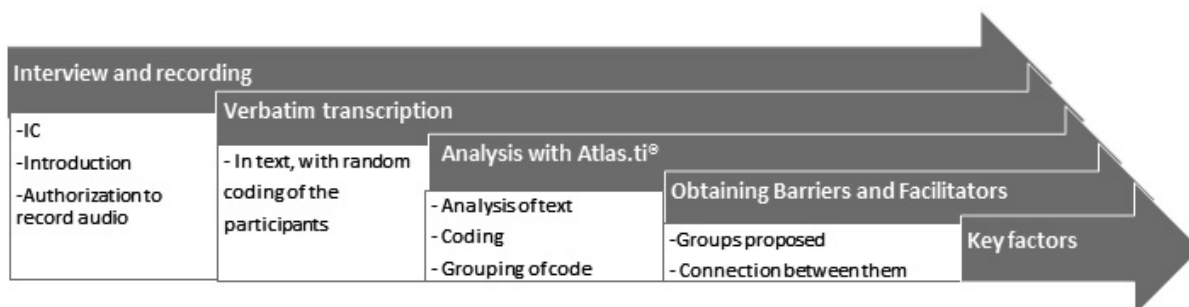 Interview and recording
-IC
-Introduction
-Authorization to
record audio
Verbatim transcription
- In text, with random
coding of the
participants
Analysis with Atlas.ti®
- Analysis of text
- Coding
- Grouping of code
Obtaining Barriers and Facilitators
-Groups proposed
- Connection between them
Key factors